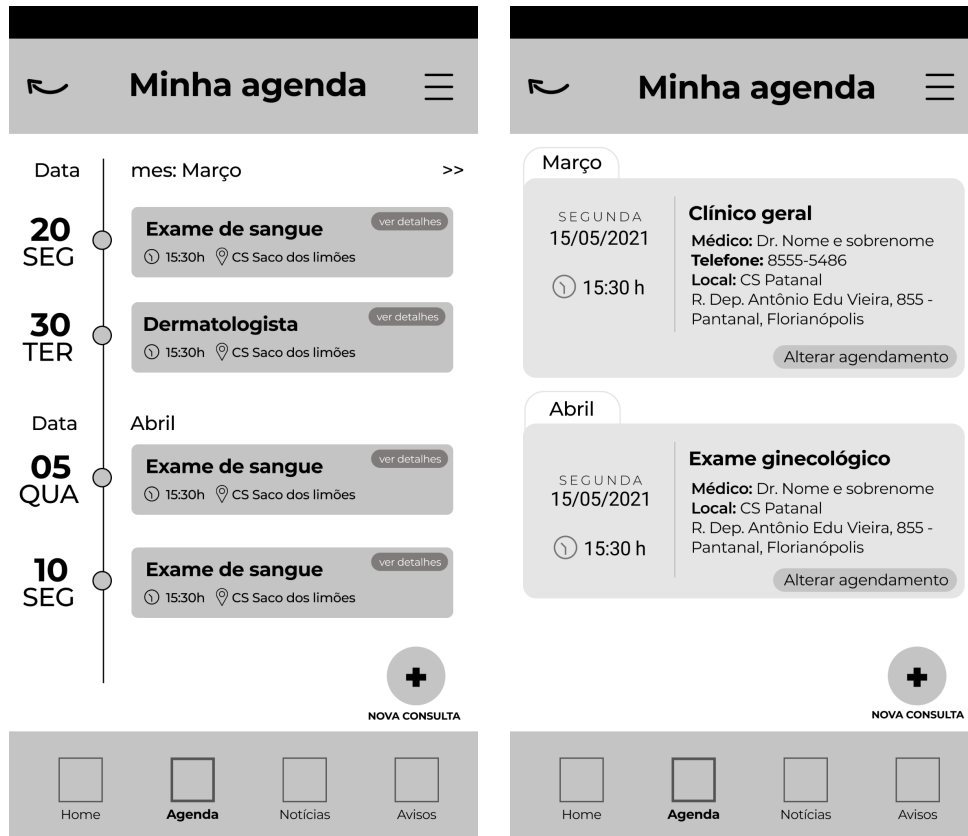 Minha agenda
Data
mes: Março
>>
20
SEG
Exame de sangue
ver detalhes
15:30h CS Saco dos limões
30
TER
Dermatologista
ver detalhes
15:30h CS Saco dos limões
Data
Abril
05
QUA
Exame de sangue
ver detalhes
15:30h CS Saco dos limões
10
SEG
Exame de sangue
ver detalhes
15:30h CS Saco dos limões
NOVA CONSULTA
Home
Agenda
Notícias
Avisos
Minha agenda
Março
SEGUNDA
15/05/2021
15:30 h
Clínico geral
Médico: Dr. Nome e sobrenome
Telefone: 8555-5486
Local: CS Patanal
R. Dep. Antônio Edu Vieira, 855 -
Pantanal, Florianópolis
Alterar agendamento
Abril
SEGUNDA
15/05/2021
15:30 h
Exame ginecológico
Médico: Dr. Nome e sobrenome
Local: CS Patanal
R. Dep. Antônio Edu Vieira, 855 -
Pantanal, Florianópolis
Alterar agendamento
NOVA CONSULTA
Home
Agenda
Notícias
Avisos